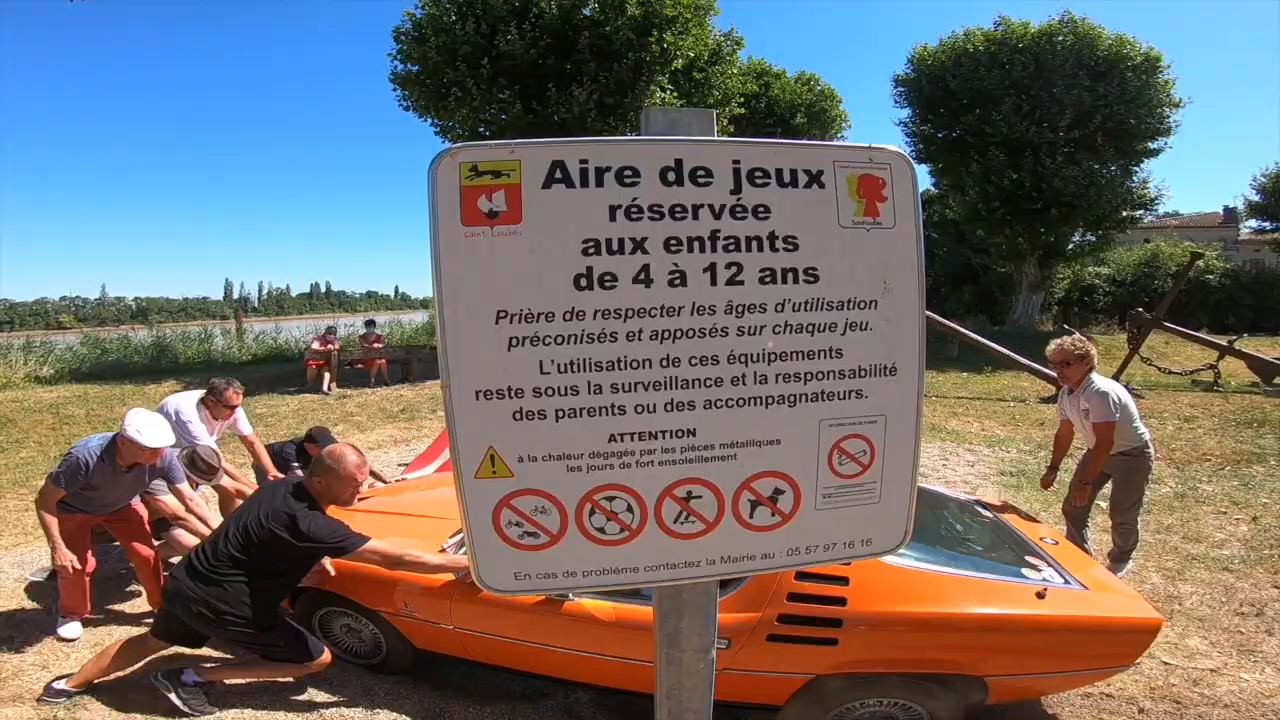 Saint Loubès
Aire de jeux
réservée
aux enfants
de 4 à 12 ans
Saint-Loubès
Prière de respecter les âges d'utilisation
préconisés et apposés sur chaque jeu.
L'utilisation de ces équipements
reste sous la surveillance et la responsabilité
des parents ou des accompagnateurs.
ATTENTION
à la chaleur dégagée par les pièces métalliques
les jours de fort ensoleillement
En cas de problème contactez la Mairie au : 05 57 97 16 16